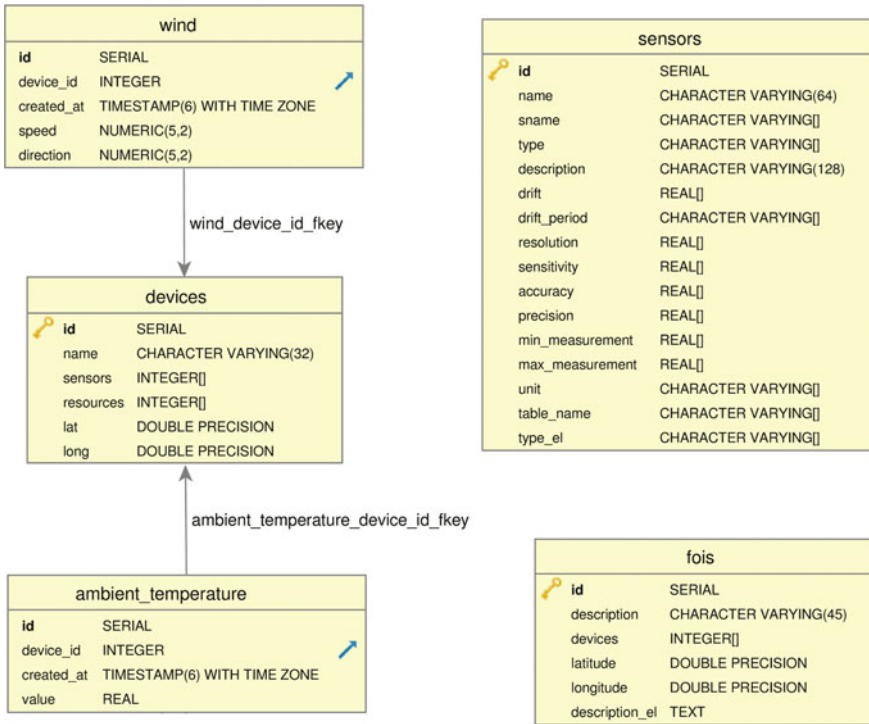 wind
id SERIAL
device_id INTEGER
created_at TIMESTAMP(6) WITH TIME ZONE
speed NUMERIC(5,2)
direction NUMERIC(5,2)
wind_device_id_fkey
devices
id SERIAL
name CHARACTER VARYING(32)
sensors INTEGER[]
resources INTEGER[]
lat DOUBLE PRECISION
long DOUBLE PRECISION
ambient_temperature_device_id_fkey
ambient_temperature
id SERIAL
device_id INTEGER
created_at TIMESTAMP(6) WITH TIME ZONE
value REAL
sensors
id SERIAL
name CHARACTER VARYING(64)
sname CHARACTER VARYING[]
type CHARACTER VARYING[]
description CHARACTER VARYING(128)
drift REAL[]
drift_period CHARACTER VARYING[]
resolution REAL[]
sensitivity REAL[]
accuracy REAL[]
precision REAL[]
min_measurement REAL[]
max_measurement REAL[]
unit CHARACTER VARYING[]
table_name CHARACTER VARYING[]
type_el CHARACTER VARYING[]
fois
id SERIAL
description CHARACTER VARYING(45)
devices INTEGER[]
latitude DOUBLE PRECISION
longitude DOUBLE PRECISION
description_el TEXT